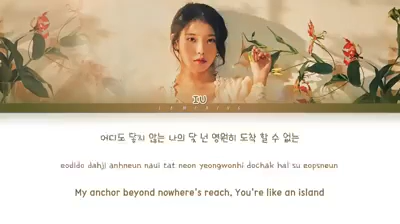 IU
어디도 닿지 않는 나의 닻 넌 영원히 도착 할 수 없는
eodido dahji anhneun naui tat neon yeongwonhi dochak hal su eopsneun
My anchor beyond nowhere's reach, You're like an island